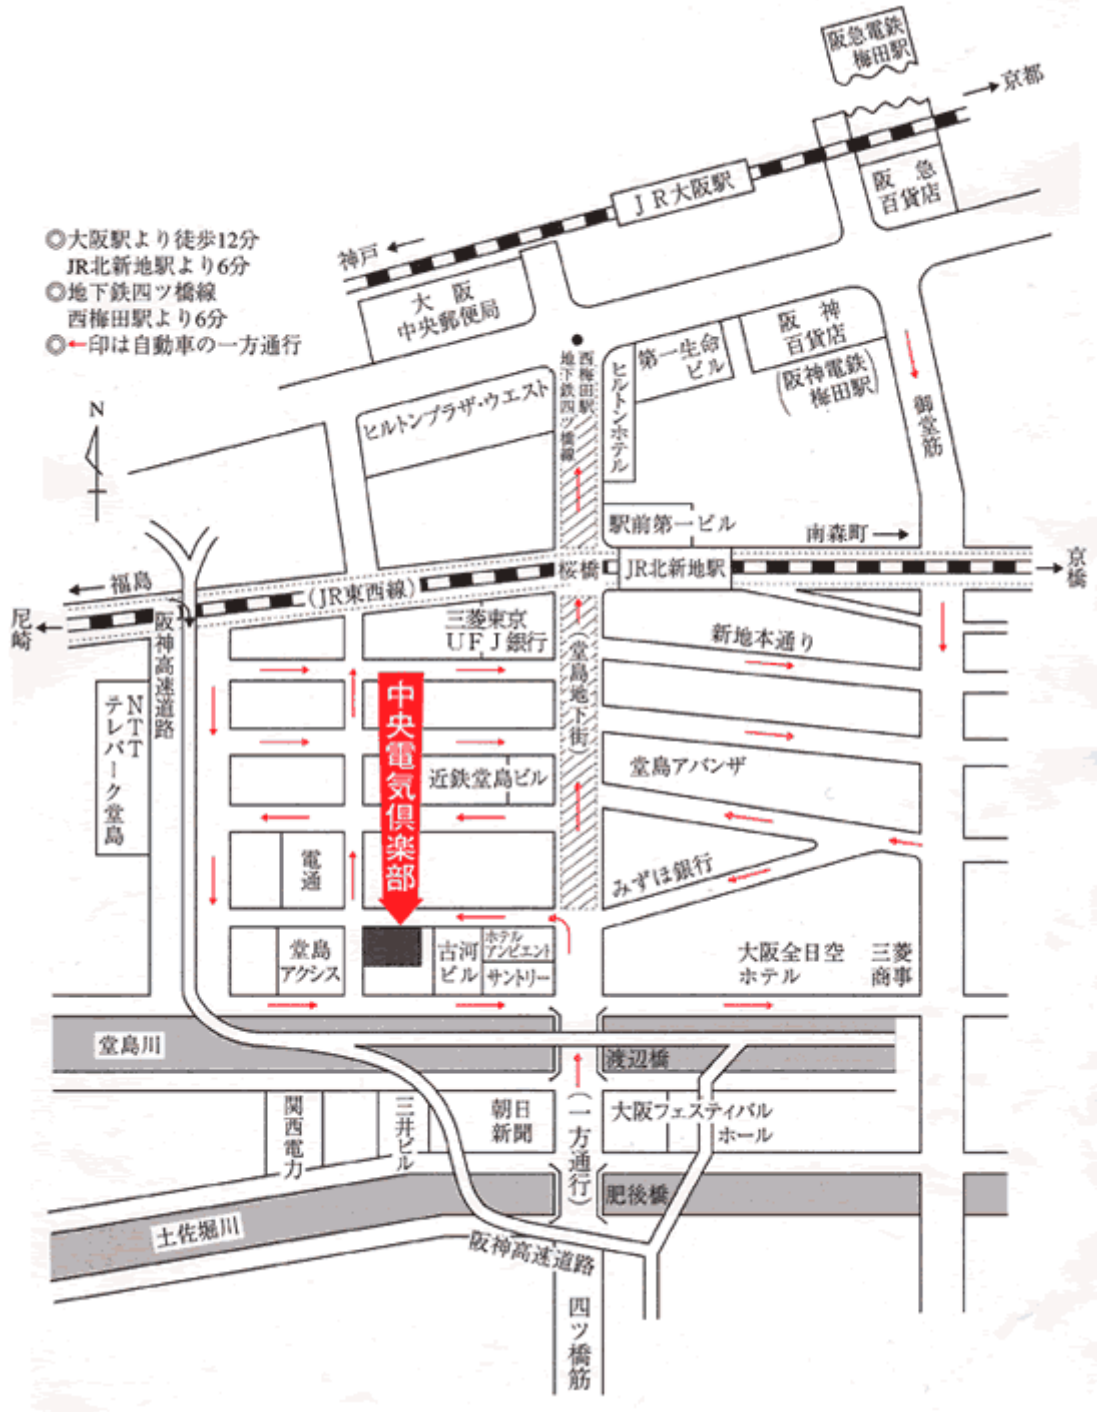 阪急電鉄
梅田駅
京都
阪急
百貨店
JR大阪駅
神戸
◎大阪駅より徒歩12分
JR北新地駅より6分
◎地下鉄四ツ橋線
西梅田駅より6分
◎←印は自動車の一方通行
大阪
中央郵便局
阪神
百貨店
(阪神電鉄
梅田駅)
第一生命
ビル
西梅田駅
地下鉄四ツ橋線
ヒルトンホテル
ヒルトンプラザ・ウエスト
御堂筋
N
駅前第一ビル
南森町→
福島
尼崎
(JR東西線)
桜橋
JR北新地駅
京橋
阪神高速道路
三菱東京
UFJ銀行
新地本通り
(堂島地下街)
NTT
テレパーク堂島
中央電気倶楽部
近鉄堂島ビル
堂島アバンザ
電通
みずほ銀行
堂島
アクシス
古河
ビル
ホテル
アンビエント
サントリー
大阪全日空
ホテル
三菱
商事
堂島川
渡辺橋
関西電力
三井ビル
朝日
新聞
(一方通行)
大阪フェスティバル
ホール
肥後橋
土佐堀川
阪神高速道路
四ツ橋筋